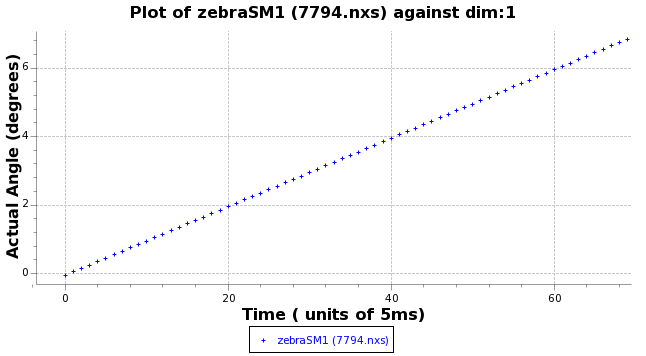 Plot of zebraSM1 (7794.nxs) against dim:1
Actual Angle (degrees)
6
4
2
0
0 20 40 60
Time ( units of 5ms)
zebraSM1 (7794.nxs)